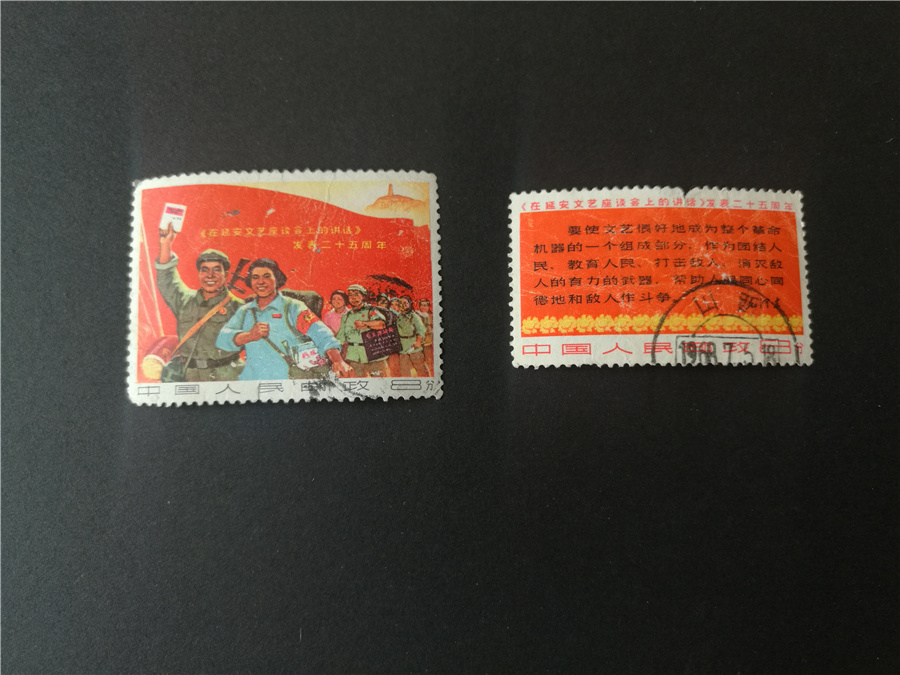 《在延安文艺座谈会上的讲话》
发表二十五周年
中国人民邮政 8分
《在延安文艺座谈会上的讲话》发表二十五周年
要使文艺很好地成为整个革命
机器的一个组成部分，作为团结人
民、教育人民、打击敌人、消灭敌
人的有力的武器，帮助人民同心同
德地和敌人作斗争。
中国人民邮政 8分
1968.7.5